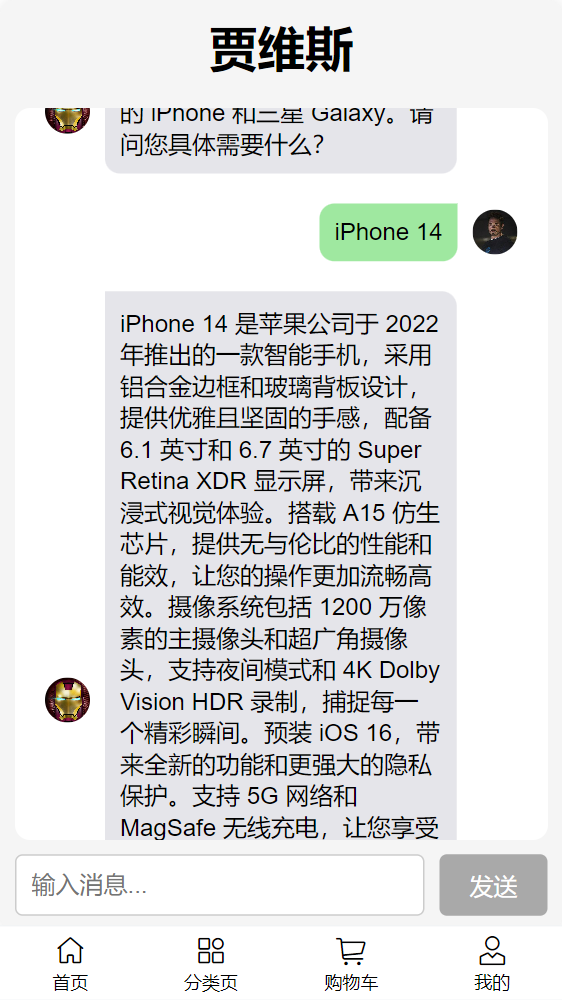 贾维斯
的 iPhone 和三星 Galaxy。请
问您具体需要什么？
iPhone 14
iPhone 14 是苹果公司于 2022
年推出的一款智能手机，采用
铝合金边框和玻璃背板设计，
提供优雅且坚固的手感，配备
6.1 英寸和 6.7 英寸的 Super
Retina XDR 显示屏，带来沉
浸式视觉体验。搭载 A15 仿生
芯片，提供无与伦比的性能和
能效，让您的操作更加流畅高
效。摄像系统包括 1200 万像
素的主摄像头和超广角摄像
头，支持夜间模式和 4K Dolby
Vision HDR 录制，捕捉每一
个精彩瞬间。预装 iOS 16，带
来全新的功能和更强大的隐私
保护。支持 5G 网络和
MagSafe 无线充电，让您享受
输入消息...
发送
首页
分类页
购物车
我的